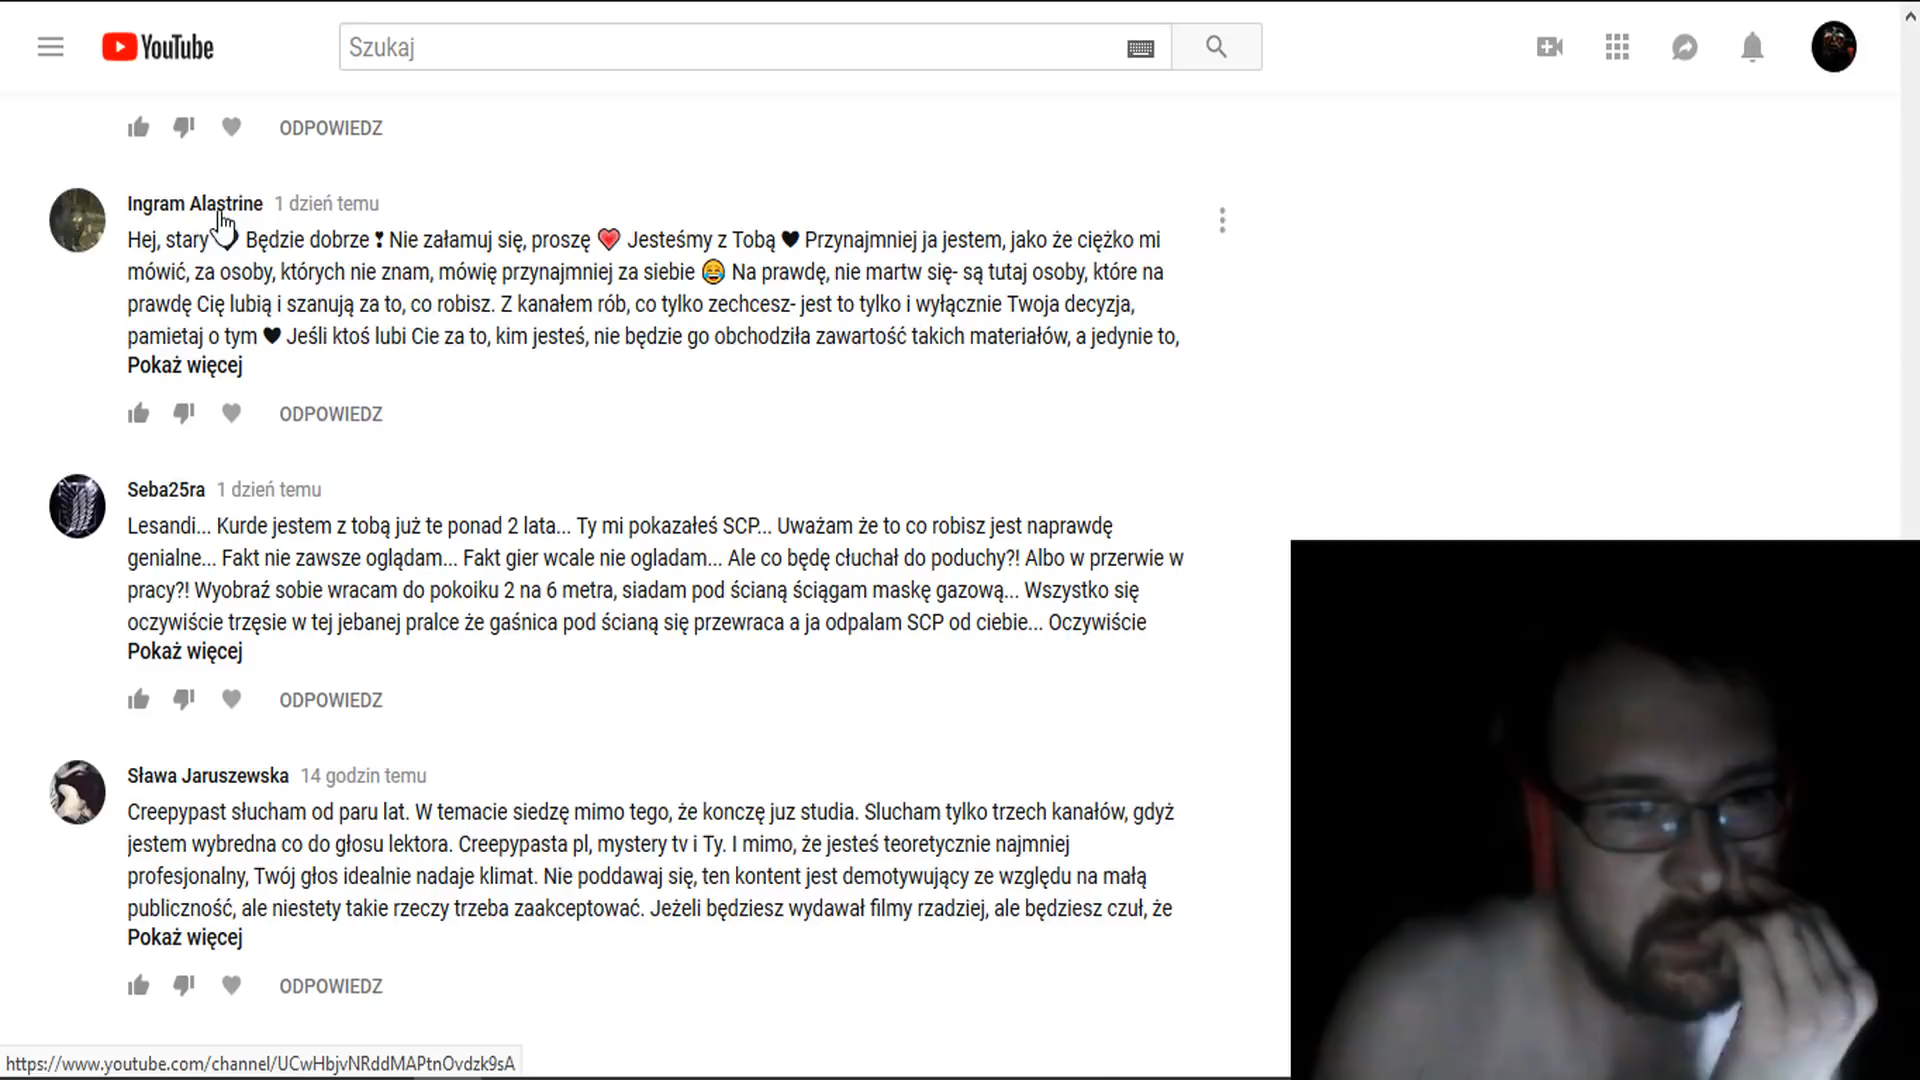 YouTube
Szukaj
ODPOWIEDZ
Ingram Alastrine 1 dzień temu
Hej, stary Będzie dobrze ❣ Nie załamuj się, proszę ❤️ Jesteśmy z Tobą ♥ Przynajmniej ja jestem, jako że ciężko mi
mówić, za osoby, których nie znam, mówię przynajmniej za siebie 😂 Na prawdę, nie martw się- są tutaj osoby, które na
prawdę Cię lubią i szanują za to, co robisz. Z kanałem rób, co tylko zechcesz- jest to tylko i wyłącznie Twoja decyzja,
pamietaj o tym ♥ Jeśli ktoś lubi Cie za to, kim jesteś, nie będzie go obchodziła zawartość takich materiałów, a jedynie to,
Pokaż więcej
ODPOWIEDZ
Seba25ra 1 dzień temu
Lesandi... Kurde jestem z tobą już te ponad 2 lata... Ty mi pokazałeś SCP... Uważam że to co robisz jest naprawdę
genialne... Fakt nie zawsze oglądam... Fakt gier wcale nie ogladam... Ale co będę cłuchał do poduchy?! Albo w przerwie w
pracy?! Wyobraź sobie wracam do pokoiku 2 na 6 metra, siadam pod ścianą ściągam maskę gazową... Wszystko się
oczywiście trzęsie w tej jebanej pralce że gaśnica pod ścianą się przewraca a ja odpalam SCP od ciebie... Oczywiście
Pokaż więcej
ODPOWIEDZ
Sława Jaruszewska 14 godzin temu
Creepypast słucham od paru lat. W temacie siedzę mimo tego, że konczę juz studia. Slucham tylko trzech kanałów, gdyż
jestem wybredna co do głosu lektora. Creepypasta pl, mystery tv i Ty. I mimo, że jesteś teoretycznie najmniej
profesjonalny, Twój głos idealnie nadaje klimat. Nie poddawaj się, ten kontent jest demotywujący ze względu na małą
publiczność, ale niestety takie rzeczy trzeba zaakceptować. Jeżeli będziesz wydawał filmy rzadziej, ale będziesz czuł, że
Pokaż więcej
ODPOWIEDZ
https://www.youtube.com/channel/UCwHbjvNRddMAPtnOvdzk9sA